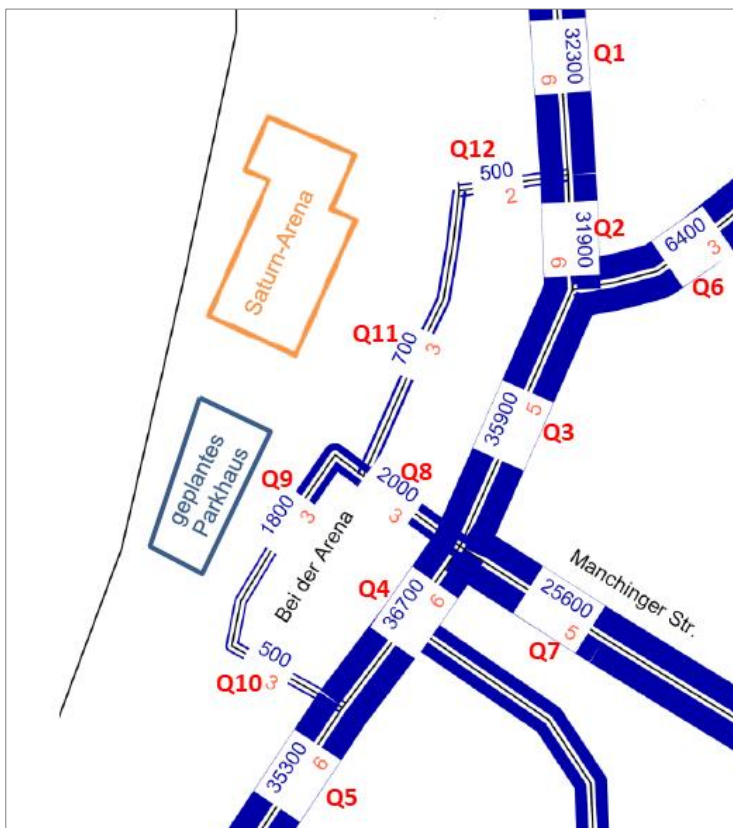 Q1
32300
6
Q12
500
2
Q2
31900
6
6400
3
Q6
Saturn-Arena
Q11
700
3
35900
5
Q3
geplantes
Parkhaus
Q9
1800
3
Q8
2000
3
Bei der Arena
Manchinger Str.
Q4
36700
6
25600
5
Q7
500
3
Q10
35300
6
Q5